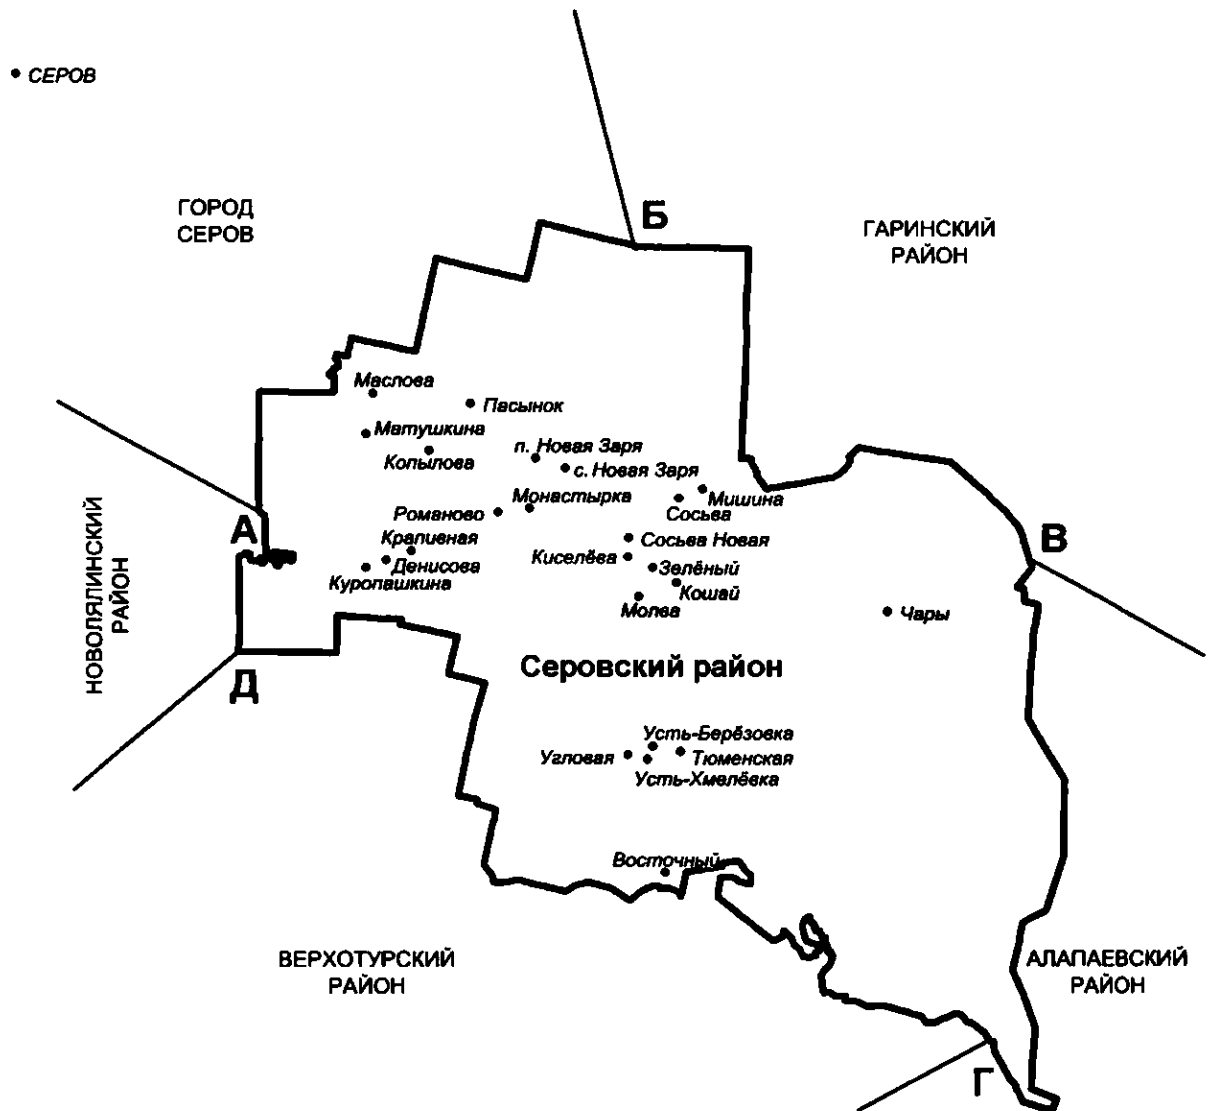 СЕРОВ
ГОРОД
СЕРОВ
Б
ГАРИНСКИЙ
РАЙОН
Маслова
Пасынок
Матушкина
Копылова
п. Новая Заря
с. Новая Заря
Мишина
Сосьва
Монастырка
Романово
А
НОВОЛЯЛИНСКИЙ
РАЙОН
Крапивная
Денисова
Куропашкина
Сосьва Новая
Киселёва
Зелёный
Кошай
Молва
В
Чары
Д
Серовский район
Усть-Берёзовка
Угловая
Тюменская
Усть-Хмелёвка
Восточный
ВЕРХОТУРСКИЙ
РАЙОН
АЛАПАЕВСКИЙ
РАЙОН
Г